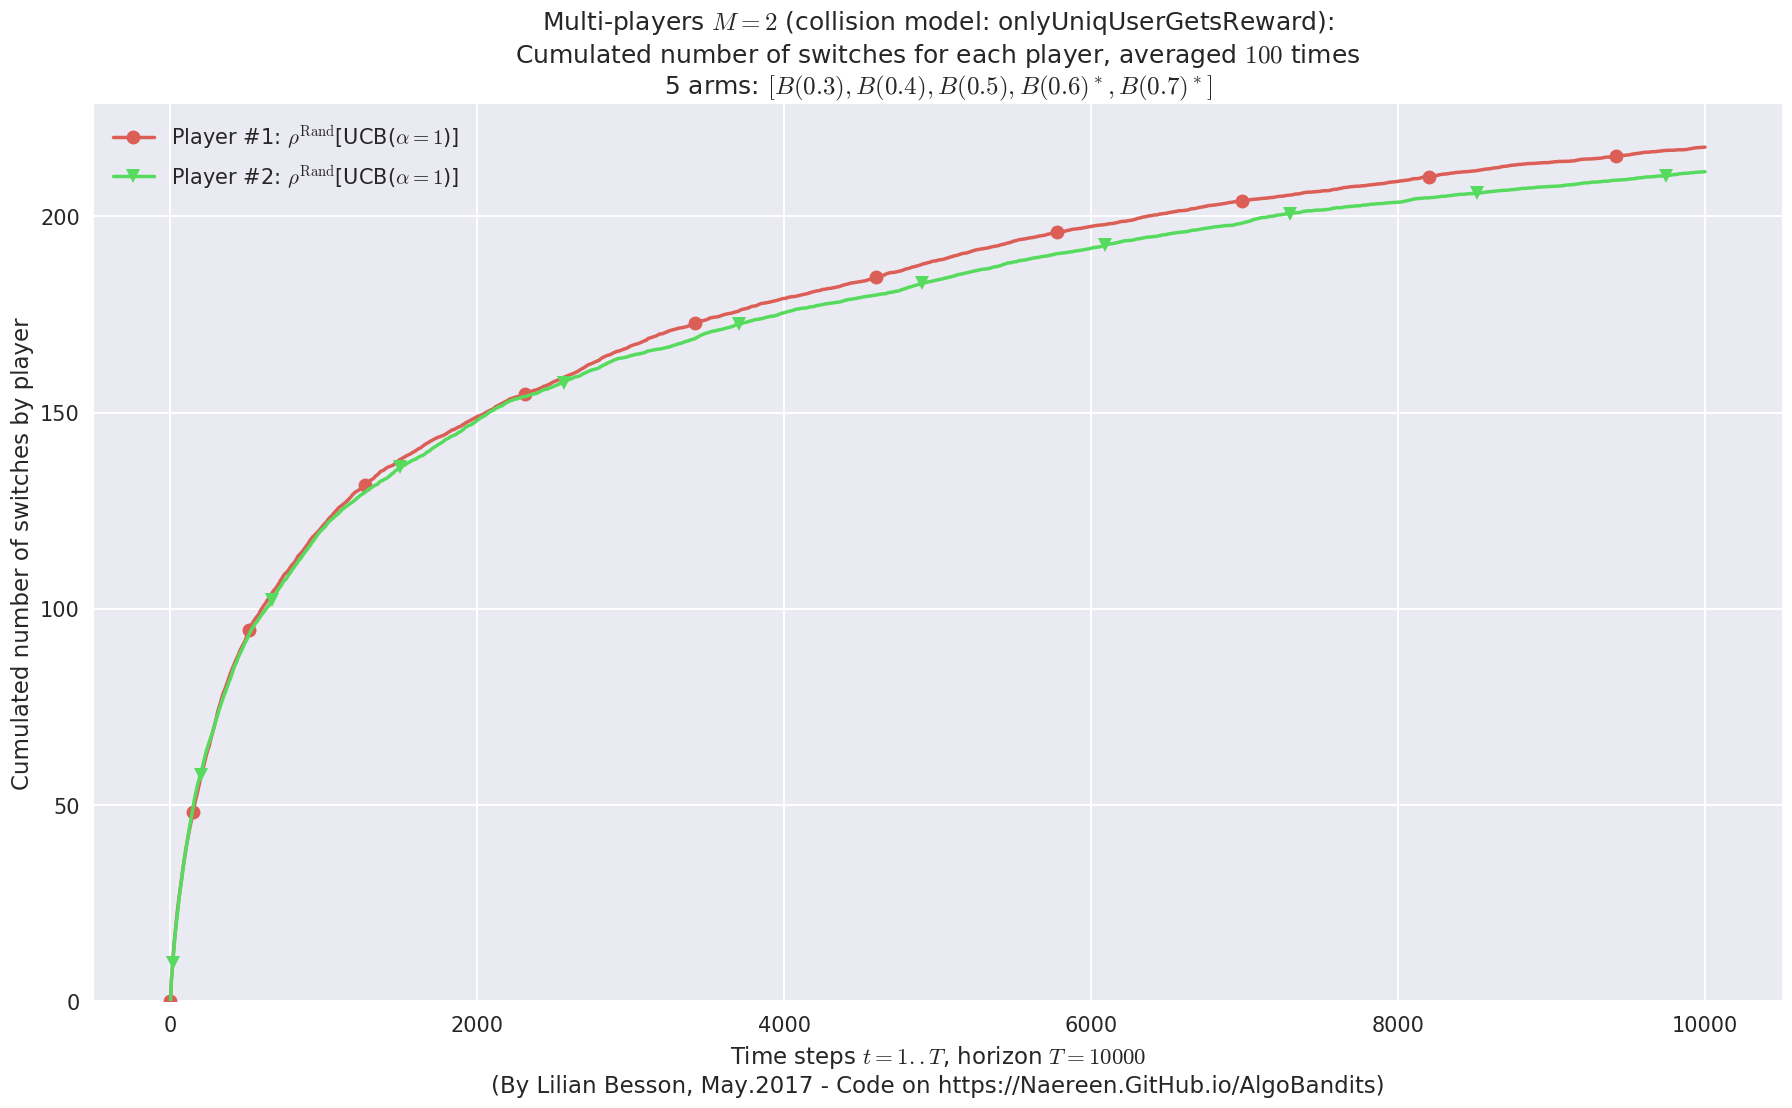 Multi-players M = 2 (collision model: onlyUniqUserGetsReward):
Cumulated number of switches for each player, averaged 100 times
5 arms: [B(0.3), B(0.4), B(0.5), B(0.6)*, B(0.7)*]
Player #1: ρ^Rand[UCB(α = 1)]
Player #2: ρ^Rand[UCB(α = 1)]
Cumulated number of switches by player
200
150
100
50
0
0 2000 4000 6000 8000 10000
Time steps t = 1..T, horizon T = 10000
(By Lilian Besson, May.2017 - Code on https://Naereen.GitHub.io/AlgoBandits)